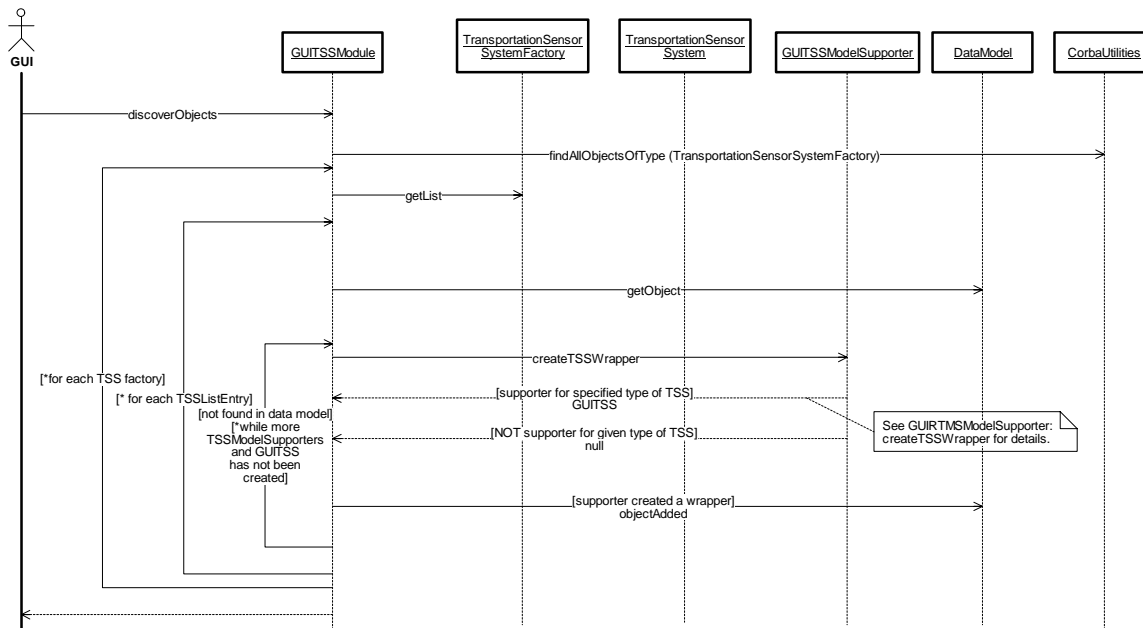 GUI
GUITSSModule
TransportationSensor
SystemFactory
TransportationSensor
System
GUITSSModelSupporter
DataModel
CorbaUtilities
discoverObjects
findAllObjectsOfType (TransportationSensorSystemFactory)
getList
getObject
createTSSWrapper
[*for each TSS factory]
[* for each TSSListEntry]
[not found in data model]
[*while more
TSSModelSupporters
and GUITSS
has not been
created]
[supporter for specified type of TSS]
GUITSS
[NOT supporter for given type of TSS]
null
See GUIRTMSModelSupporter:
createTSSWrapper for details.
[supporter created a wrapper]
objectAdded